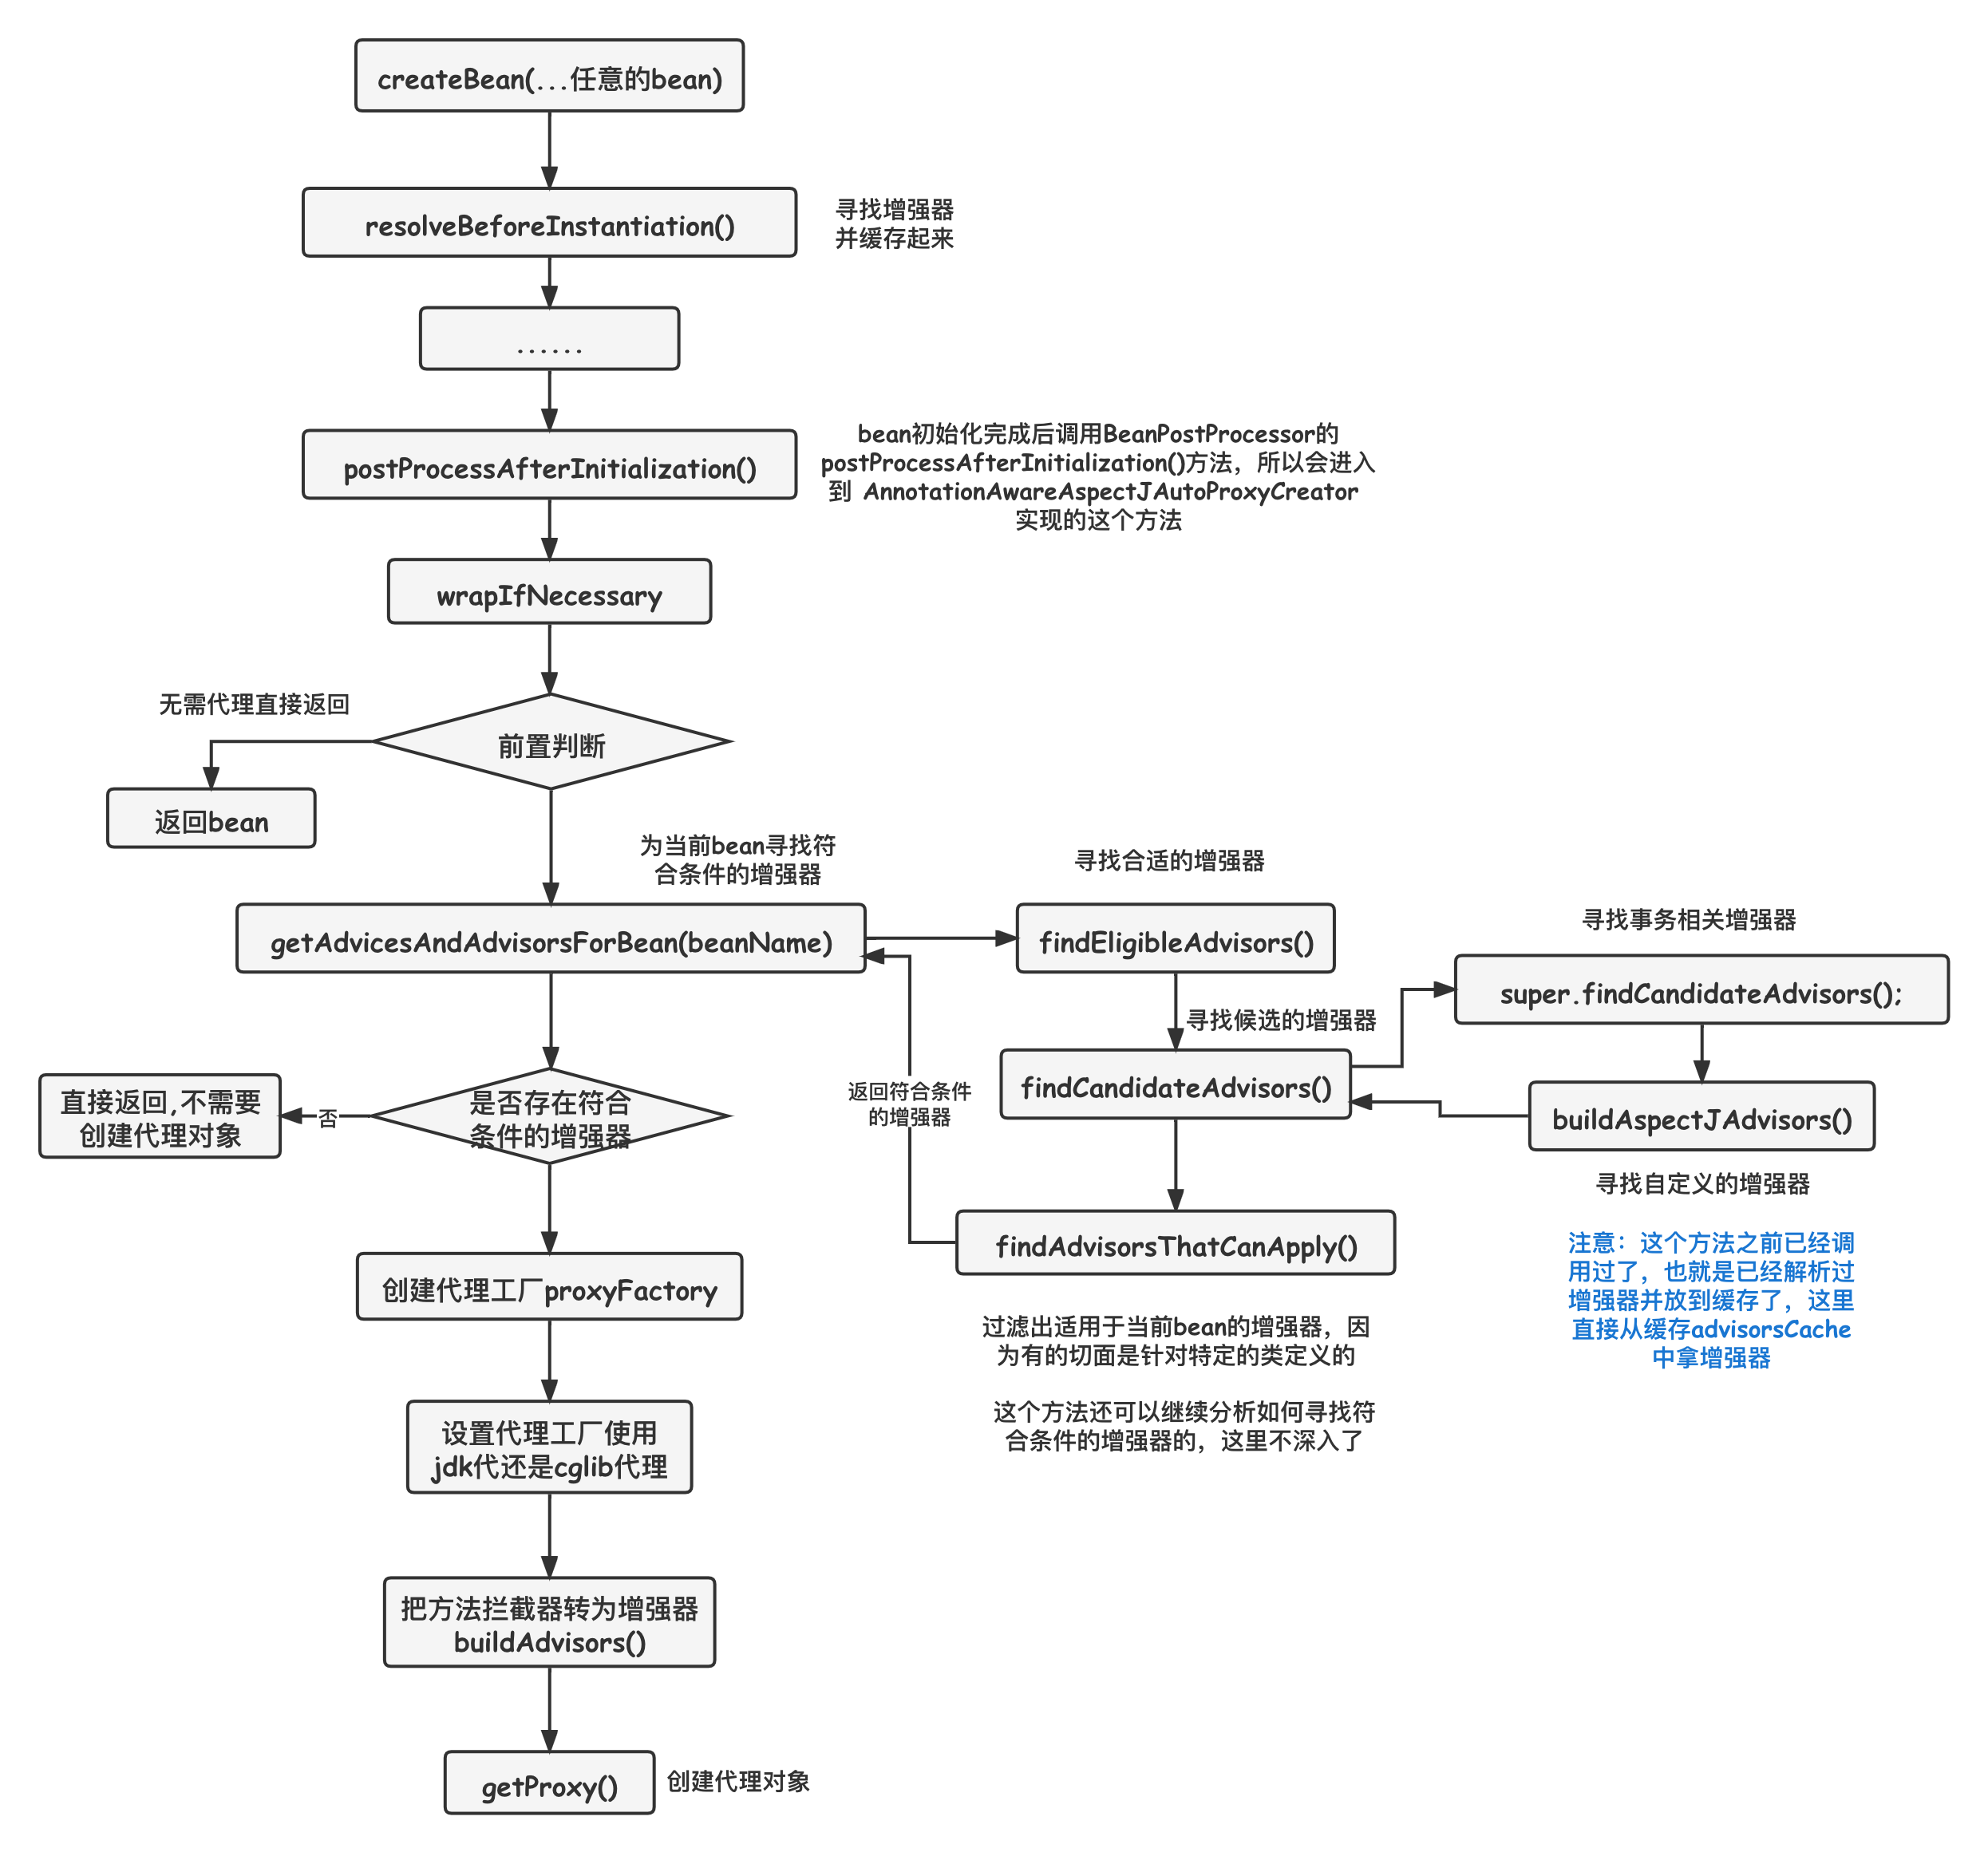 createBean(...任意的bean)
resolveBeforeInstantiation()
寻找增强器
并缓存起来
......
postProcessAfterInitialization()
bean初始化完成后调用BeanPostProcessor的
postProcessAfterInitialization()方法，所以会进入
到 AnnotationAwareAspectJAutoProxyCreator
实现的这个方法
wrapIfNecessary
无需代理直接返回
前置判断
返回bean
为当前bean寻找符
合条件的增强器
寻找合适的增强器
getAdvicesAndAdvisorsForBean(beanName)
findEligibleAdvisors()
寻找事务相关增强器
super.findCandidateAdvisors();
寻找候选的增强器
findCandidateAdvisors()
buildAspectJAdvisors()
寻找自定义的增强器
注意：这个方法之前已经调
用过了，也就是已经解析过
增强器并放到缓存了，这里
直接从缓存advisorsCache
中拿增强器
返回符合条件
的增强器
是否存在符合
条件的增强器
否
直接返回,不需要
创建代理对象
findAdvisorsThatCanApply()
过滤出适用于当前bean的增强器，因
为有的切面是针对特定的类定义的
这个方法还可以继续分析如何寻找符
合条件的增强器的，这里不深入了
创建代理工厂proxyFactory
设置代理工厂使用
jdk代还是cglib代理
把方法拦截器转为增强器
buildAdvisors()
getProxy()
创建代理对象